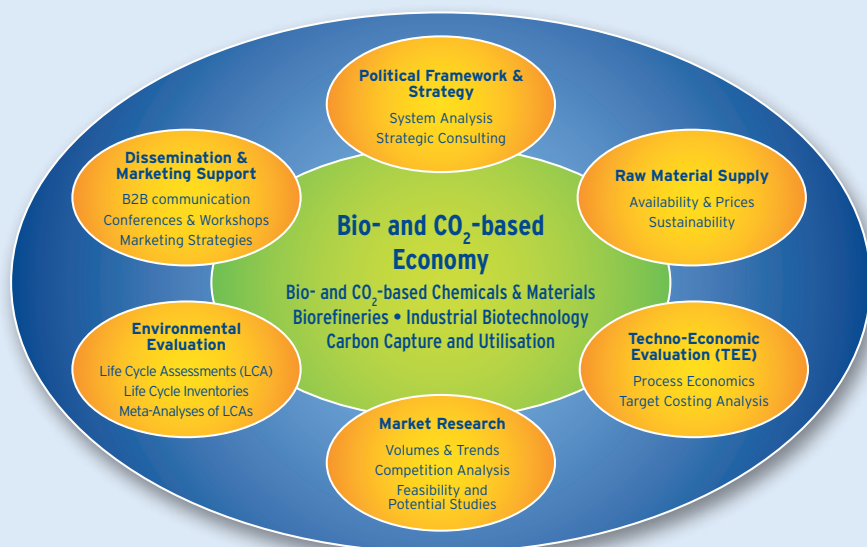 Political Framework &
Strategy
System Analysis
Strategic Consulting
Dissemination &
Marketing Support
B2B communication
Conferences & Workshops
Marketing Strategies
Raw Material Supply
Availability & Prices
Sustainability
Bio- and CO₂-based
Economy
Bio- and CO₂-based Chemicals & Materials
Biorefineries • Industrial Biotechnology
Carbon Capture and Utilisation
Environmental
Evaluation
Life Cycle Assessments (LCA)
Life Cycle Inventories
Meta-Analyses of LCAs
Techno-Economic
Evaluation (TEE)
Process Economics
Target Costing Analysis
Market Research
Volumes & Trends
Competition Analysis
Feasibility and
Potential Studies